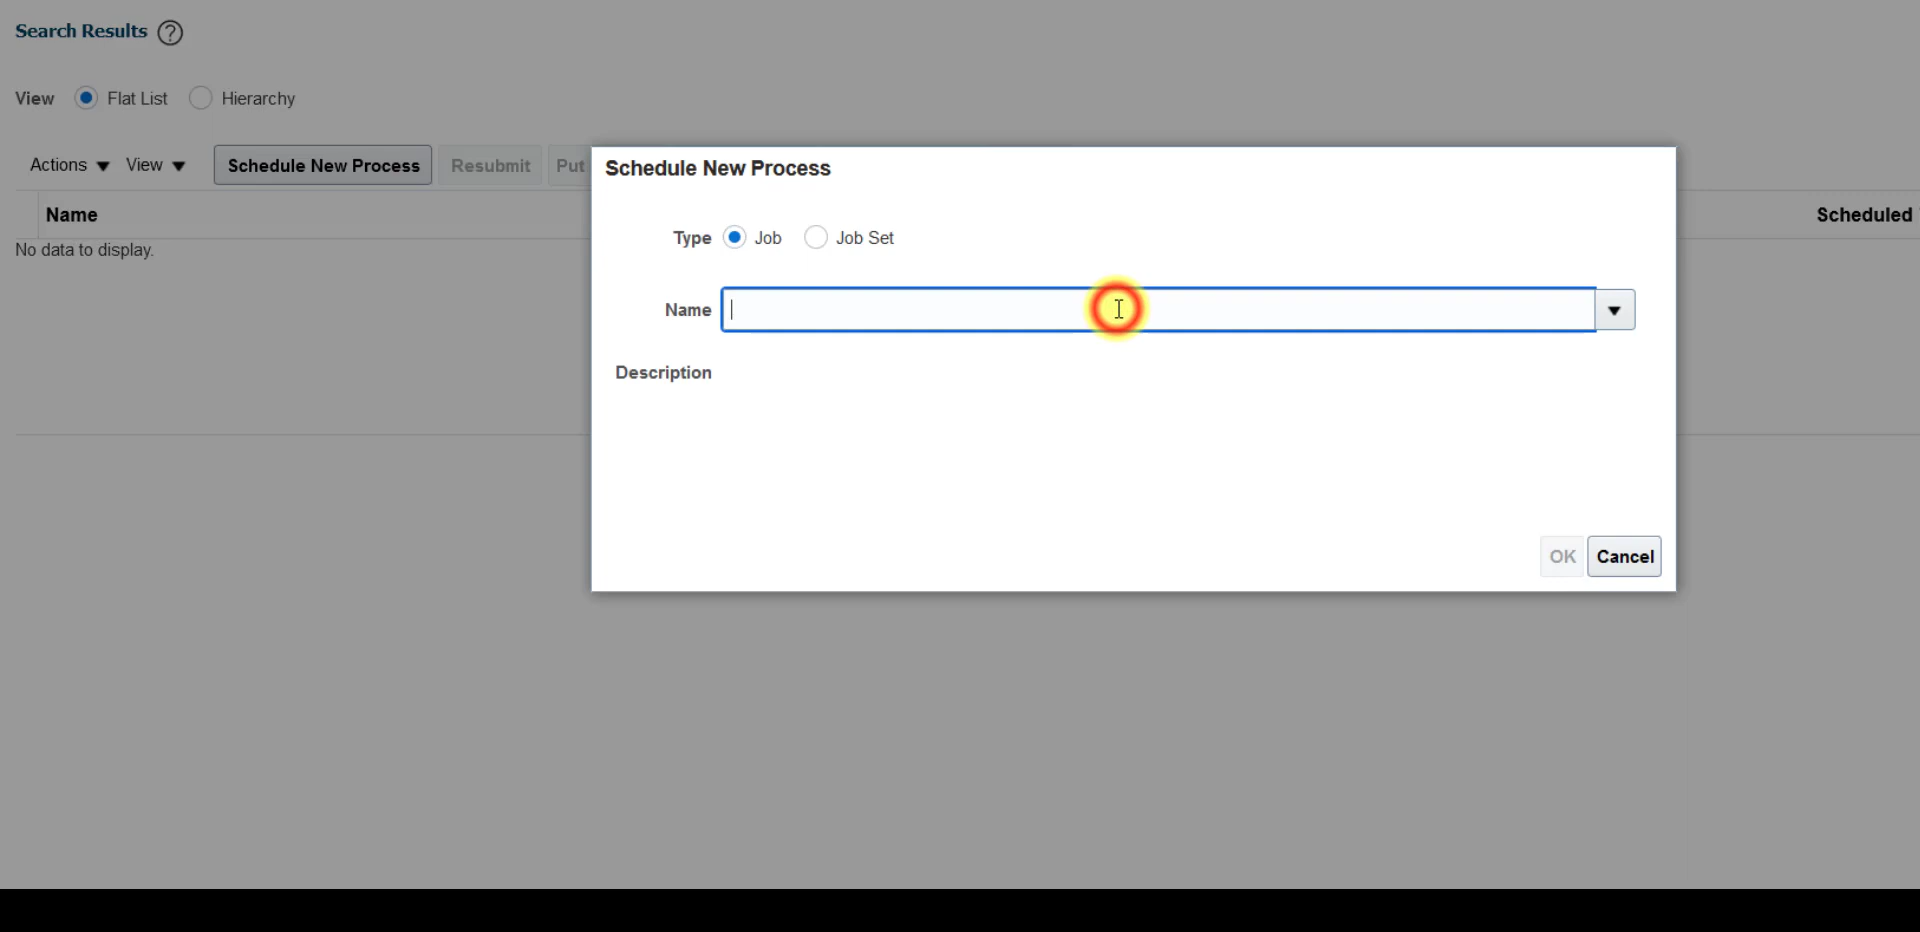 Search Results ?
View Flat List Hierarchy
Actions View Schedule New Process Resubmit Put
Name Scheduled
No data to display.
Schedule New Process
Type Job Job Set
Name
Description
OK Cancel